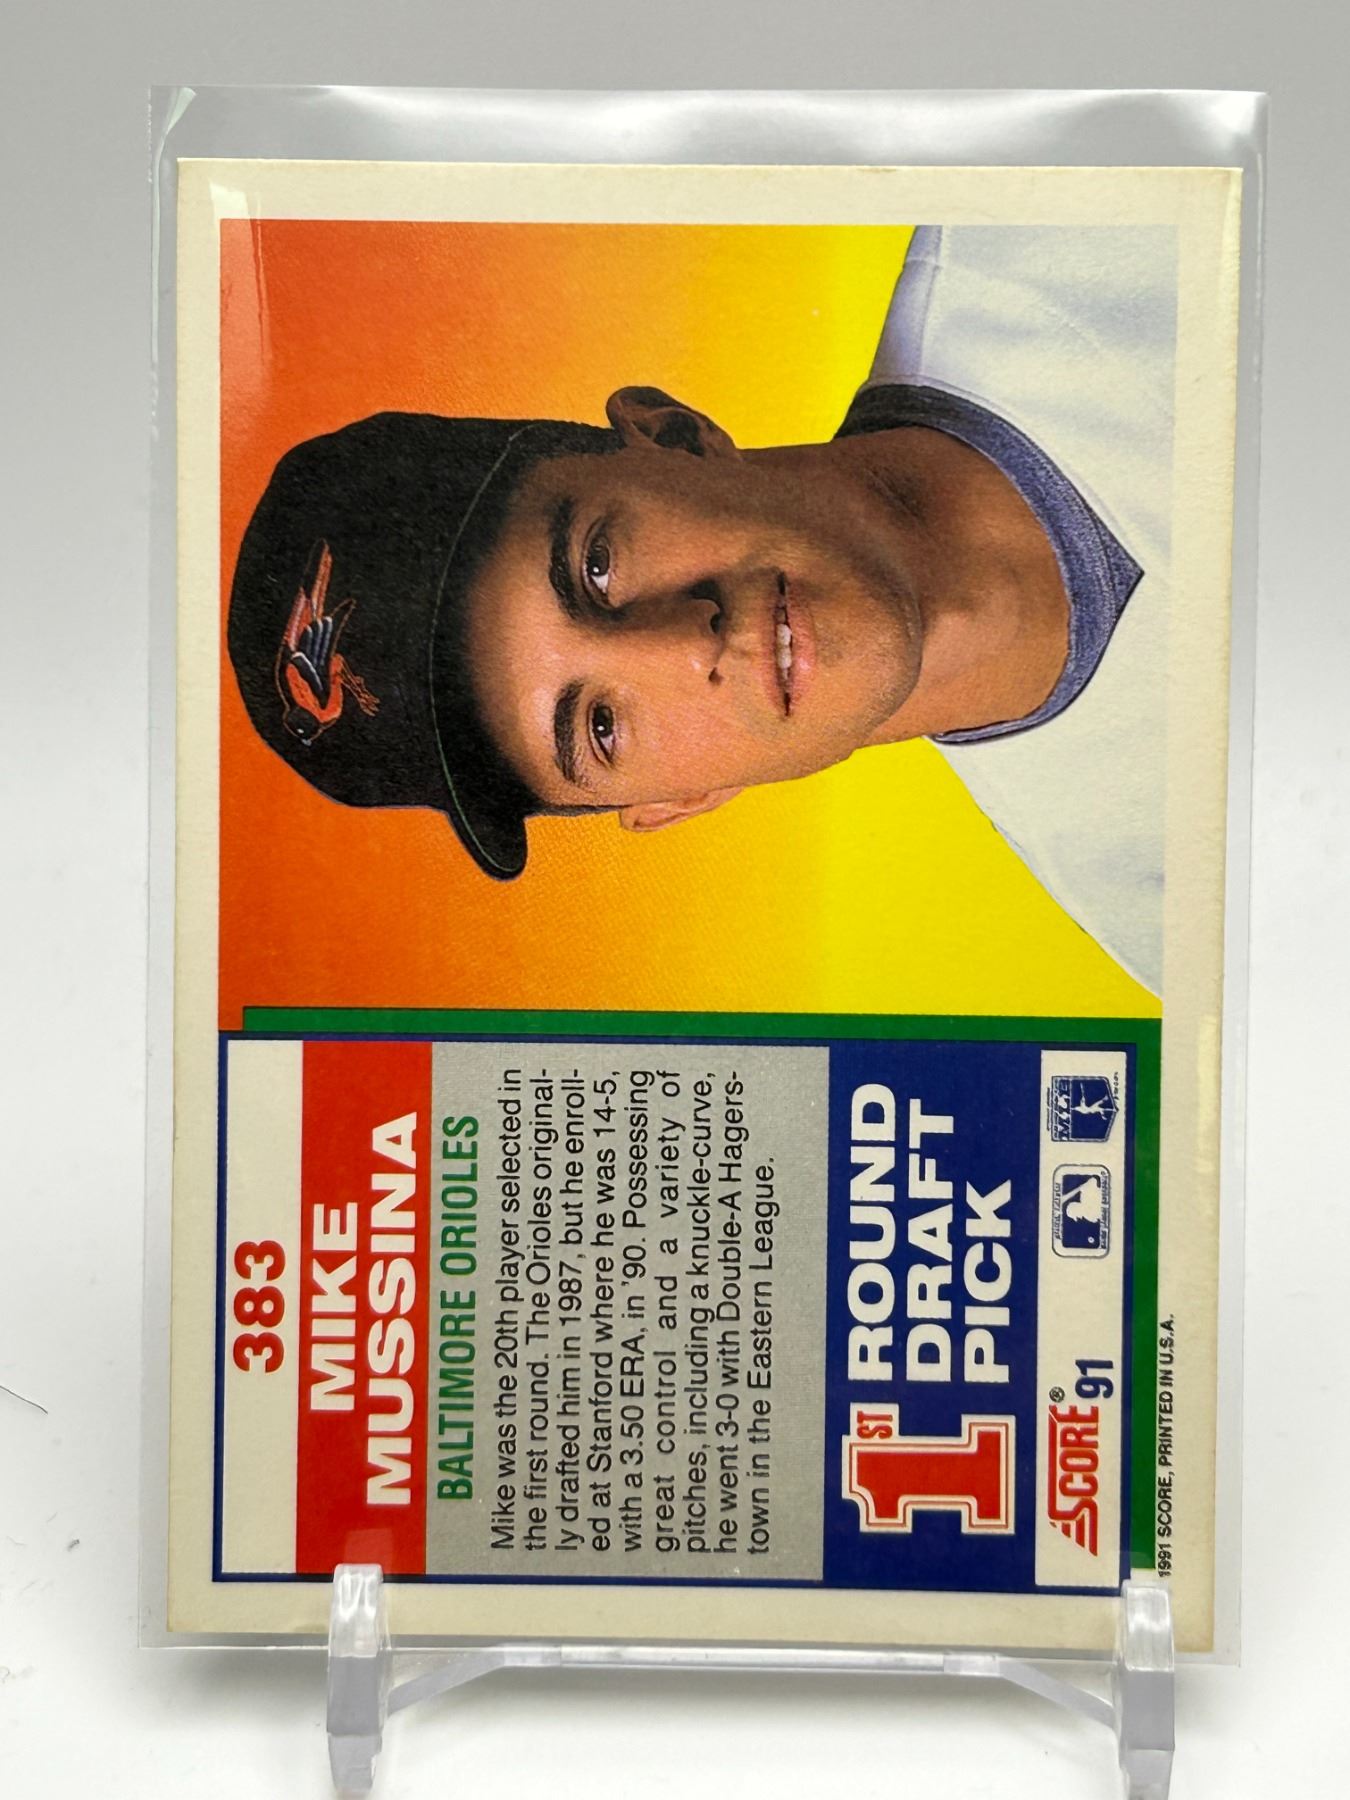 383
MIKE
MUSSINA
BALTIMORE ORIOLES
Mike was the 20th player selected in
the first round. The Orioles original-
ly drafted him in 1987, but he enroll-
ed at Stanford where he was 14-5,
with a 3.50 ERA, in '90. Possessing
great control and a variety of
pitches, including a knuckle-curve,
he went 3-0 with Double-A Hagers-
town in the Eastern League.
1ST ROUND
DRAFT
PICK
SCORE® 91
1991 SCORE, PRINTED IN U.S.A.